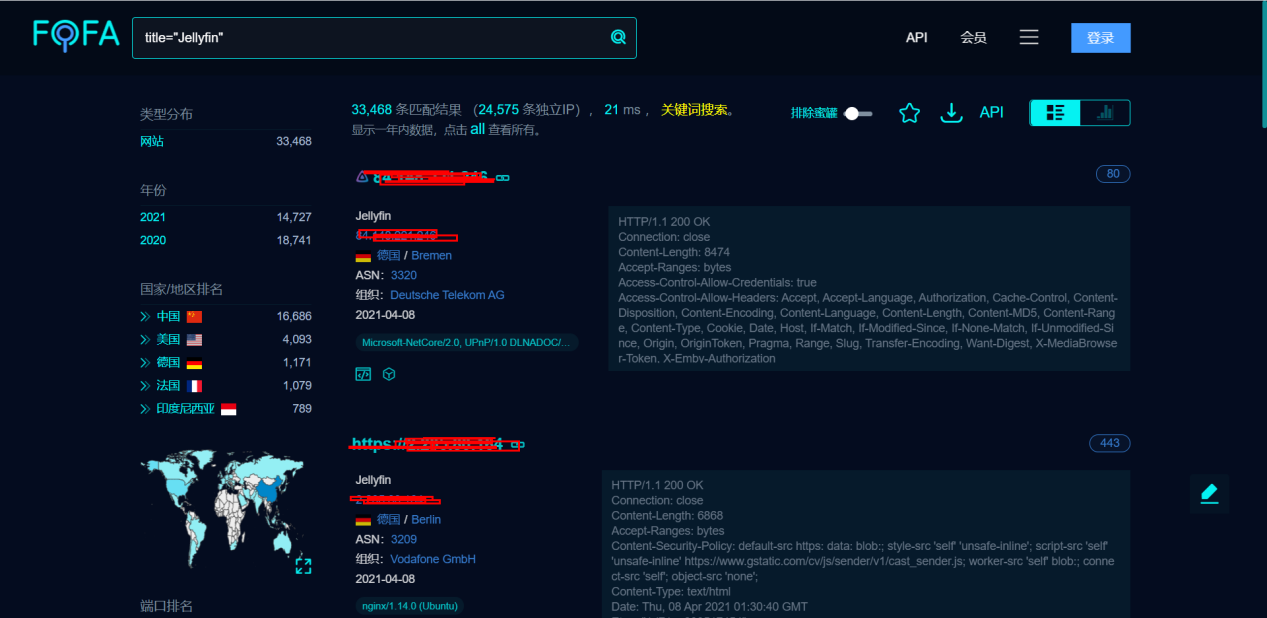 FOFA
title="Jellyfin"
API
会员
登录
类型分布
网站 33,468
年份
2021 14,727
2020 18,741
国家/地区排名
中国 16,686
美国 4,093
德国 1,171
法国 1,079
印度尼西亚 789
端口排名
33,468 条匹配结果 （24,575 条独立IP）， 21 ms ， 关键词搜索。
显示一年内数据，点击 all 查看所有。
排除蜜罐
API
80
Jellyfin
德国 / Bremen
ASN： 3320
组织： Deutsche Telekom AG
2021-04-08
Microsoft-NetCore/2.0, UPnP/1.0 DLNADOC/...
HTTP/1.1 200 OK
Connection: close
Content-Length: 8474
Accept-Ranges: bytes
Access-Control-Allow-Credentials: true
Access-Control-Allow-Headers: Accept, Accept-Language, Authorization, Cache-Control, Content-
Disposition, Content-Encoding, Content-Language, Content-Length, Content-MD5, Content-Rang
e, Content-Type, Cookie, Date, Host, If-Match, If-Modified-Since, If-None-Match, If-Unmodified-Si
nce, Origin, OriginToken, Pragma, Range, Slug, Transfer-Encoding, Want-Digest, X-MediaBrowse
r-Token, X-Emby-Authorization
https://
443
Jellyfin
德国 / Berlin
ASN： 3209
组织： Vodafone GmbH
2021-04-08
nginx/1.14.0 (Ubuntu)
HTTP/1.1 200 OK
Connection: close
Content-Length: 6868
Accept-Ranges: bytes
Content-Security-Policy: default-src https: data: blob:; style-src 'self' 'unsafe-inline'; script-src 'self'
'unsafe-inline' https://www.gstatic.com/cv/js/sender/v1/cast_sender.js; worker-src 'self' blob:; conne
ct-src 'self'; object-src 'none';
Content-Type: text/html
Date: Thu, 08 Apr 2021 01:30:40 GMT